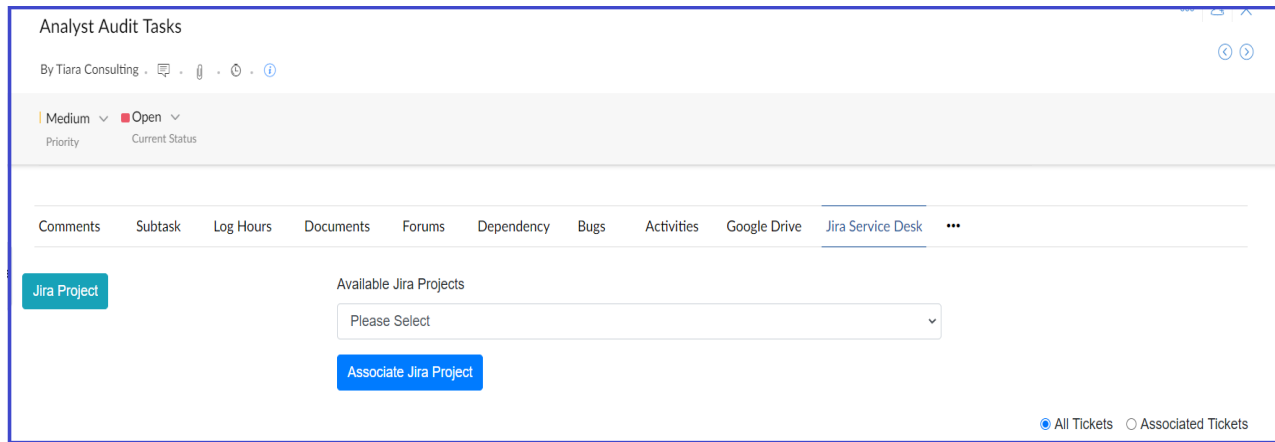 Analyst Audit Tasks
By Tiara Consulting
Medium Open
Priority Current Status
Comments Subtask Log Hours Documents Forums Dependency Bugs Activities Google Drive Jira Service Desk •••
Jira Project
Available Jira Projects
Please Select
Associate Jira Project
All Tickets Associated Tickets